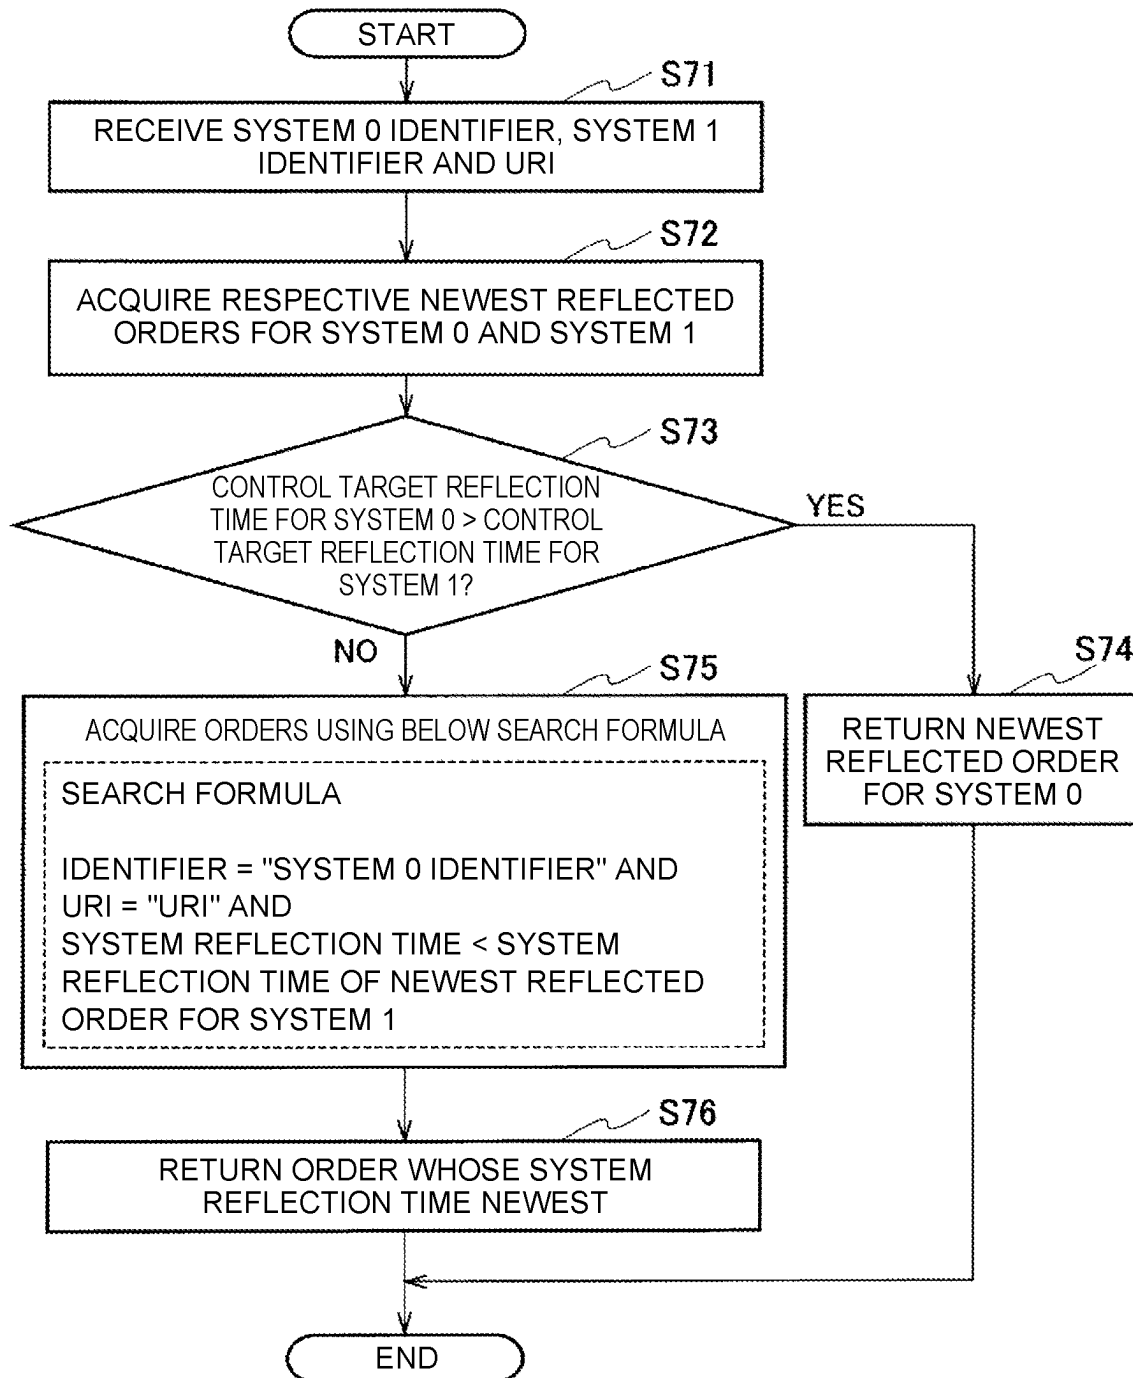 START
S71
RECEIVE SYSTEM 0 IDENTIFIER, SYSTEM 1
IDENTIFIER AND URI
S72
ACQUIRE RESPECTIVE NEWEST REFLECTED
ORDERS FOR SYSTEM 0 AND SYSTEM 1
S73
CONTROL TARGET REFLECTION
TIME FOR SYSTEM 0 > CONTROL
TARGET REFLECTION TIME FOR
SYSTEM 1?
YES
NO
S74
RETURN NEWEST
REFLECTED ORDER
FOR SYSTEM 0
S75
ACQUIRE ORDERS USING BELOW SEARCH FORMULA
SEARCH FORMULA
IDENTIFIER = "SYSTEM 0 IDENTIFIER" AND
URI = "URI" AND
SYSTEM REFLECTION TIME < SYSTEM
REFLECTION TIME OF NEWEST REFLECTED
ORDER FOR SYSTEM 1
S76
RETURN ORDER WHOSE SYSTEM
REFLECTION TIME NEWEST
END